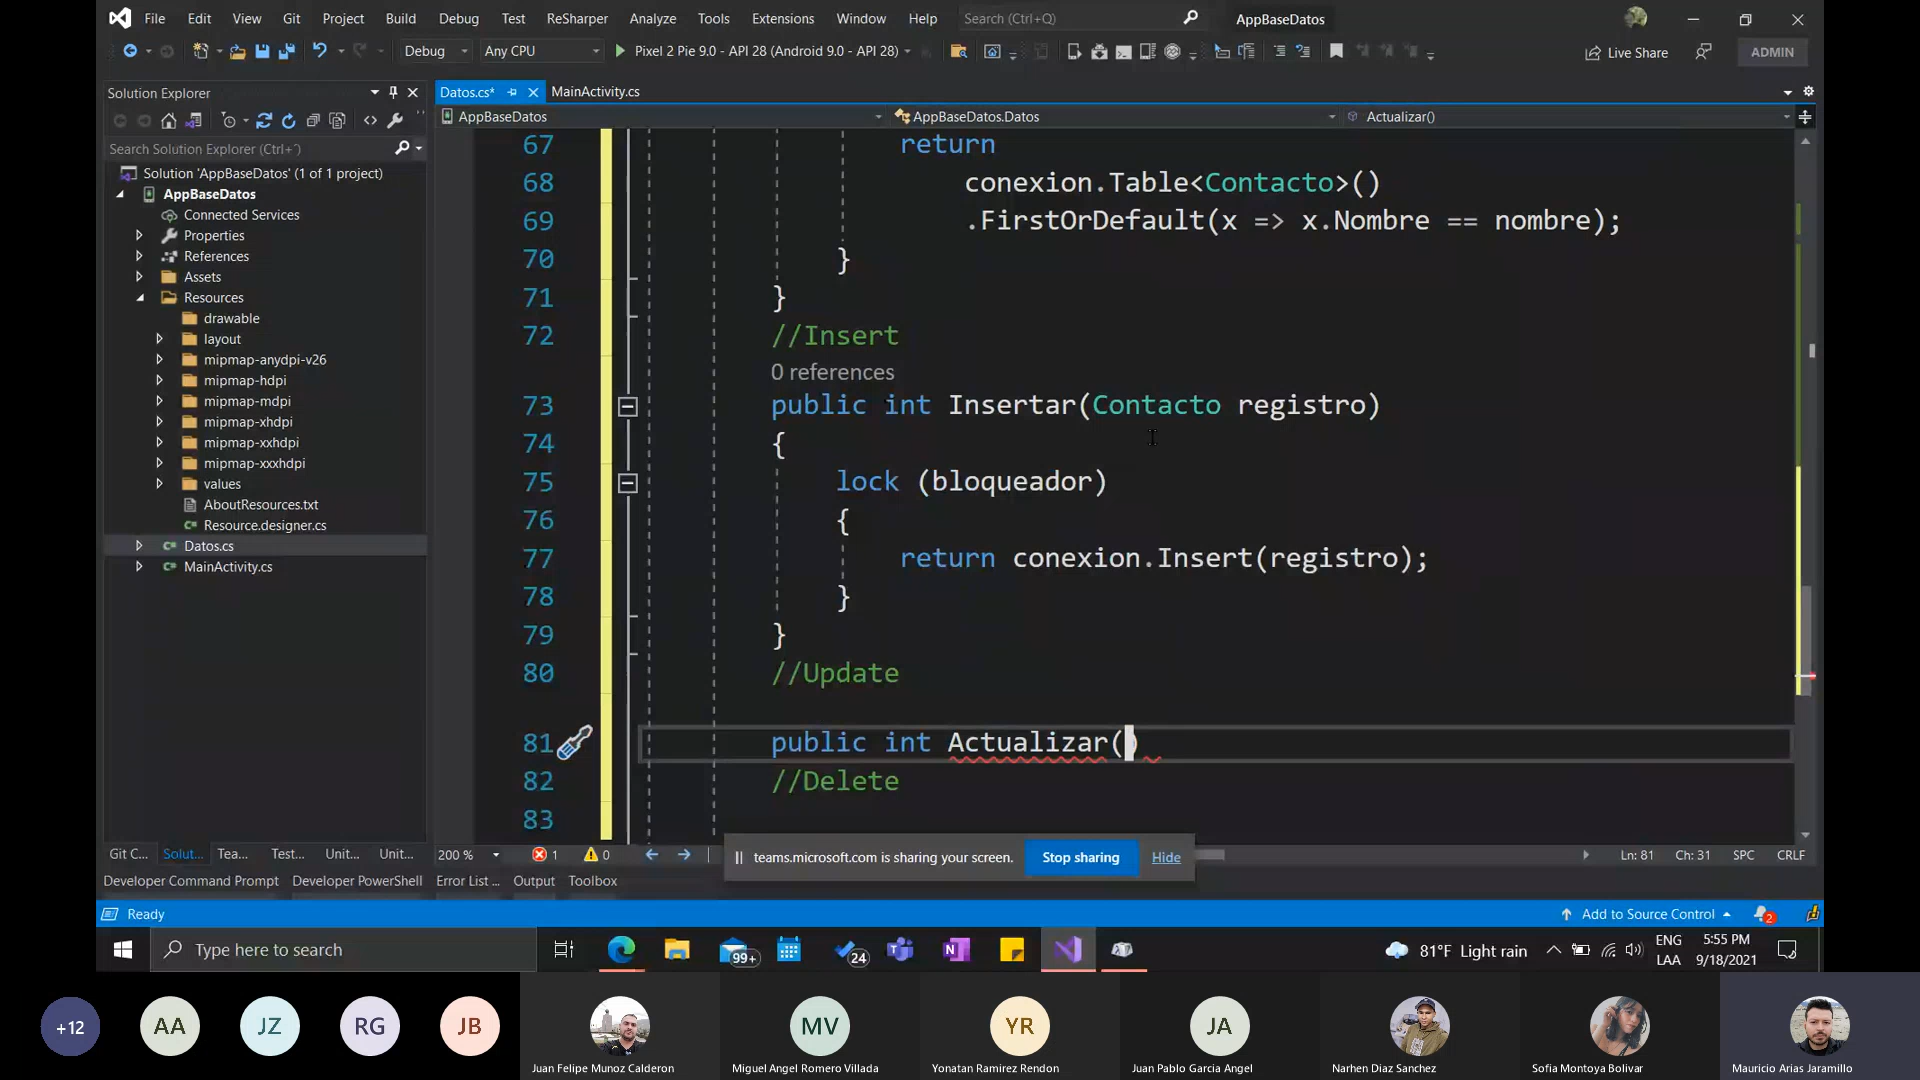 File Edit View Git Project Build Debug Test ReSharper Analyze Tools Extensions Window Help Search (Ctrl+Q) AppBaseDatos
Debug Any CPU Pixel 2 Pie 9.0 - API 28 (Android 9.0 - API 28) Live Share ADMIN
Solution Explorer
Search Solution Explorer (Ctrl+¨)
Solution 'AppBaseDatos' (1 of 1 project)
AppBaseDatos
Connected Services
Properties
References
Assets
Resources
drawable
layout
mipmap-anydpi-v26
mipmap-hdpi
mipmap-mdpi
mipmap-xhdpi
mipmap-xxhdpi
mipmap-xxxhdpi
values
AboutResources.txt
Resource.designer.cs
Datos.cs
MainActivity.cs
Git C... Solut... Tea... Test... Unit... Unit...
Datos.cs* MainActivity.cs
AppBaseDatos AppBaseDatos.Datos Actualizar()
67 return
68 conexion.Table<Contacto>()
69 .FirstOrDefault(x => x.Nombre == nombre);
70 }
71 }
72 //Insert
0 references
73 public int Insertar(Contacto registro)
74 {
75 lock (bloqueador)
76 {
77 return conexion.Insert(registro);
78 }
79 }
80 //Update
81 public int Actualizar()
82 //Delete
83
200 % 1 0 Ln: 81 Ch: 31 SPC CRLF
teams.microsoft.com is sharing your screen. Stop sharing Hide
Developer Command Prompt Developer PowerShell Error List ... Output Toolbox
Ready Add to Source Control 2
Type here to search 99+ 24 81°F Light rain ENG LAA 5:55 PM 9/18/2021
+12 AA JZ RG JB MV YR JA
Juan Felipe Munoz Calderon Miguel Angel Romero Villada Yonatan Ramirez Rendon Juan Pablo Garcia Angel Narhen Diaz Sanchez Sofia Montoya Bolivar Mauricio Arias Jaramillo